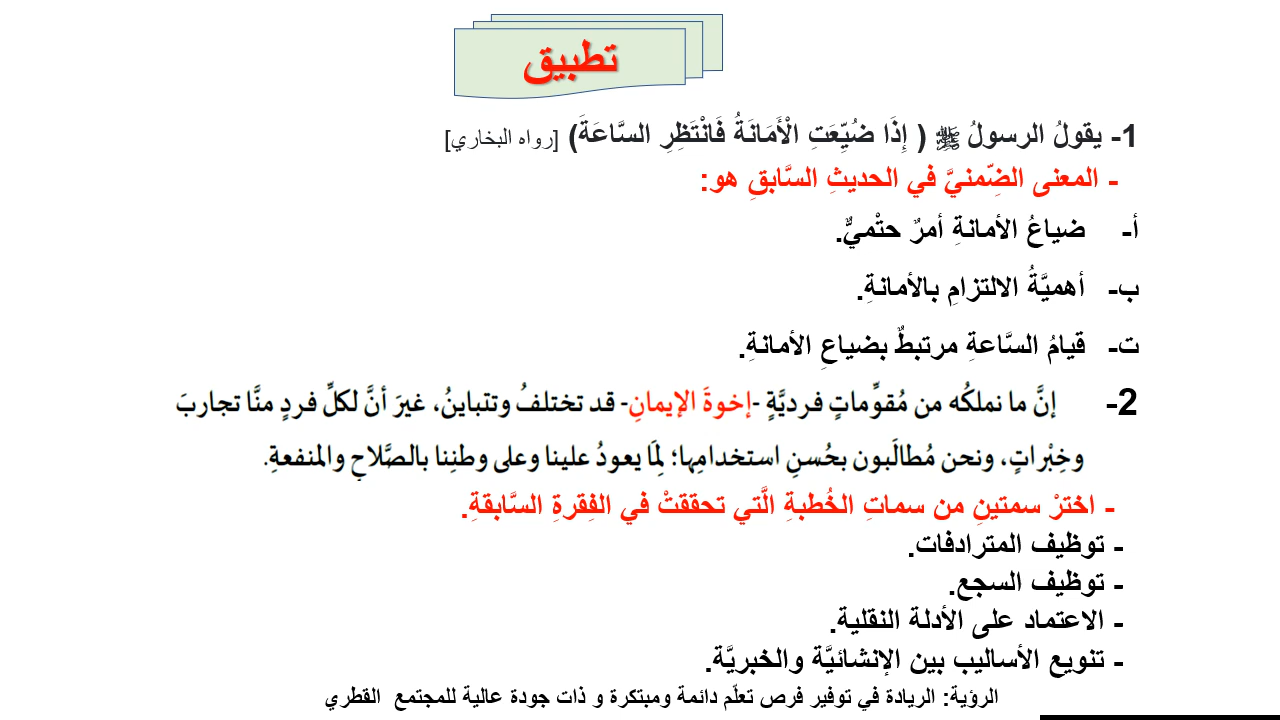 تطبيق
1- يقولُ الرسولُ ﷺ ( إِذَا ضُيِّعَتِ الْأَمَانَةُ فَانْتَظِرِ السَّاعَةَ) [رواه البخاري]
- المعنى الضِّمنيَّ في الحديثِ السَّابقِ هو:
أ- ضياعُ الأمانةِ أمرٌ حتْميٌّ.
ب- أهميَّةُ الالتزامِ بالأمانةِ.
ت- قيامُ السَّاعةِ مرتبطٌ بضياعِ الأمانةِ.
2- إنَّ ما نملكُه من مُقوِّماتٍ فرديَّةٍ -إخوةَ الإيمانِ- قد تختلفُ وتتباينُ، غيرَ أنَّ لكلِّ فردٍ منَّا تجاربَ
وخِبْراتٍ، ونحن مُطالَبون بحُسنِ استخدامِها؛ لِمَا يعودُ علينا وعلى وطنِنا بالصَّلاحِ والمنفعةِ.
- اخترْ سمتينِ من سماتِ الخُطبةِ الَّتي تحققتْ في الفِقرةِ السَّابقةِ.
- توظيف المترادفات.
- توظيف السجع.
- الاعتماد على الأدلة النقلية.
- تنويع الأساليب بين الإنشائيَّة والخبريَّة.
الرؤية: الريادة في توفير فرص تعلّم دائمة ومبتكرة و ذات جودة عالية للمجتمع القطري